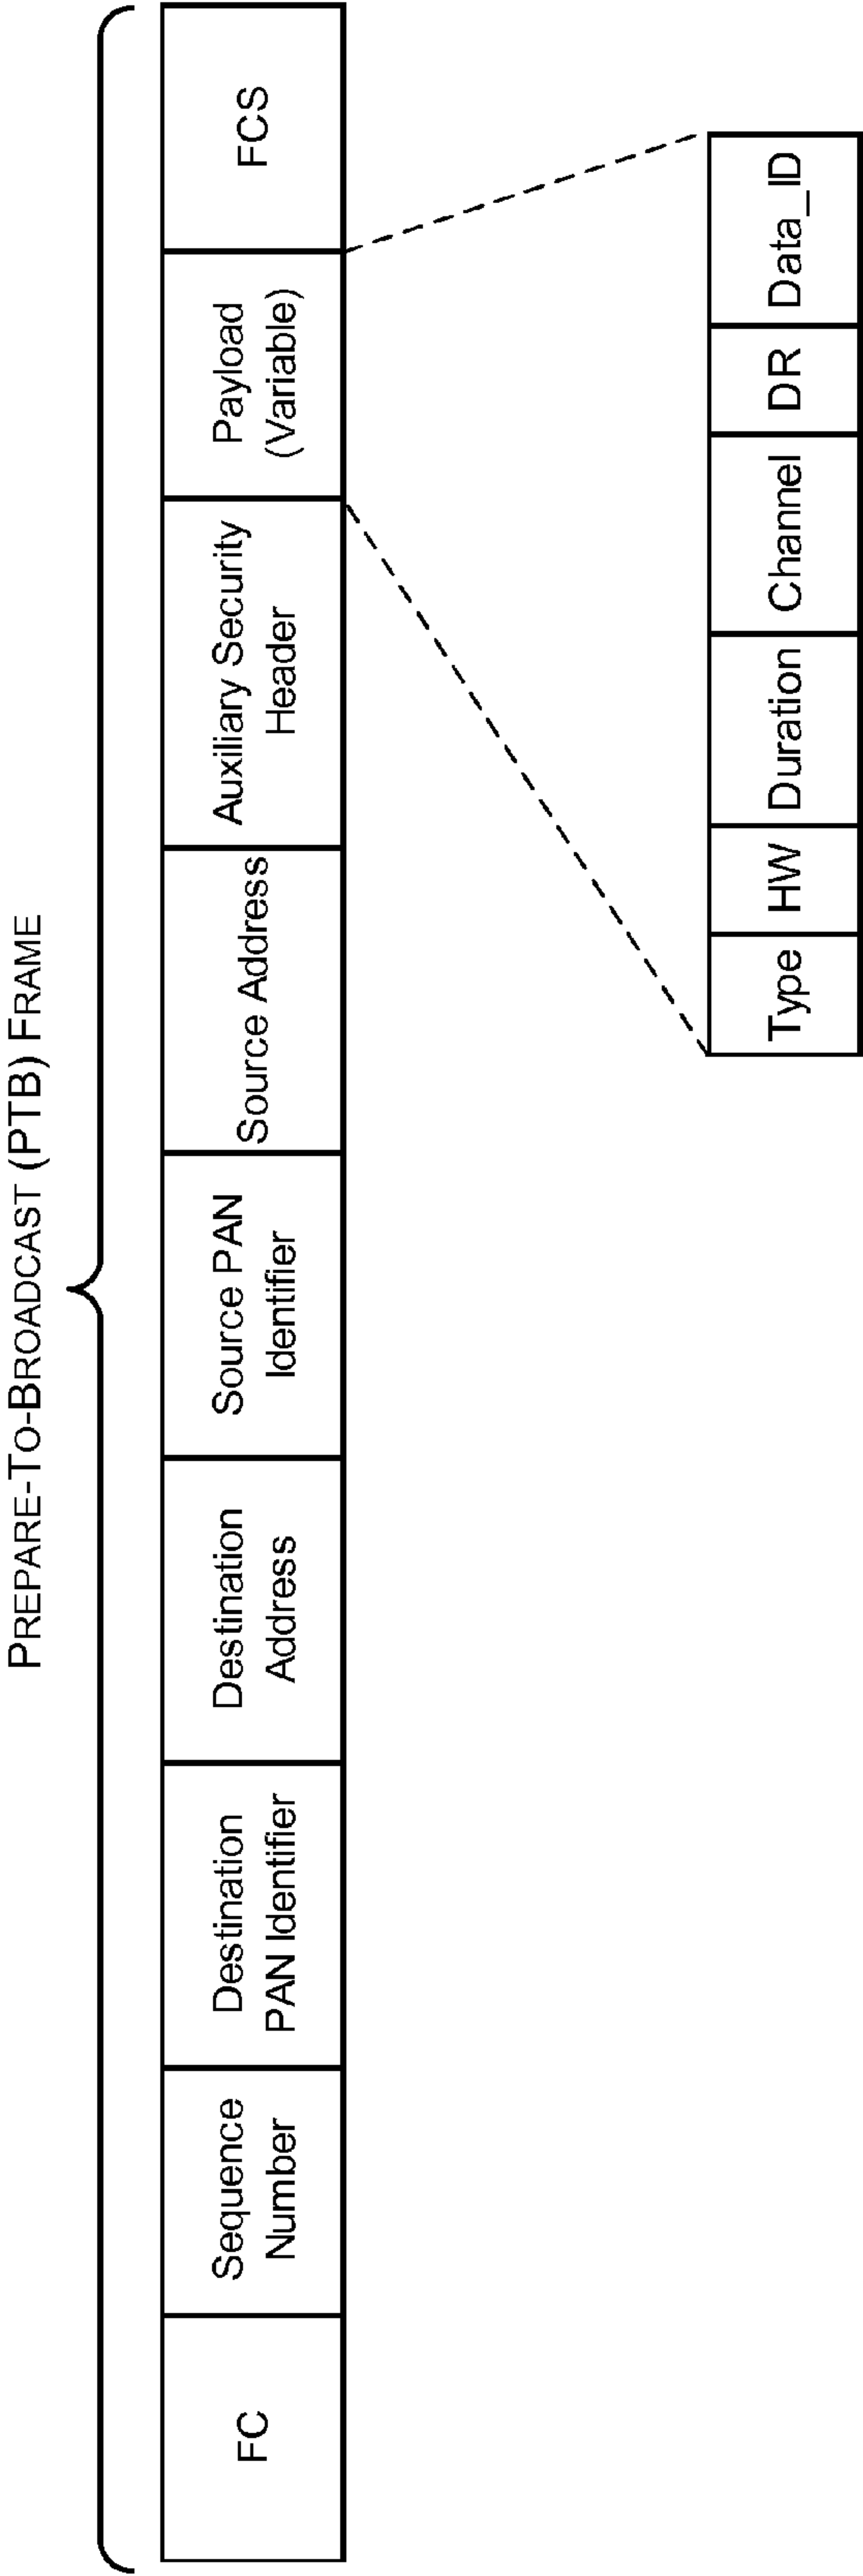 PREPARE-TO-BROADCAST (PTB) FRAME
FC
Sequence
Number
Destination
PAN Identifier
Destination
Address
Source PAN
Identifier
Source Address
Auxiliary Security
Header
Payload
(Variable)
FCS
Type
HW
Duration
Channel
DR
Data_ID